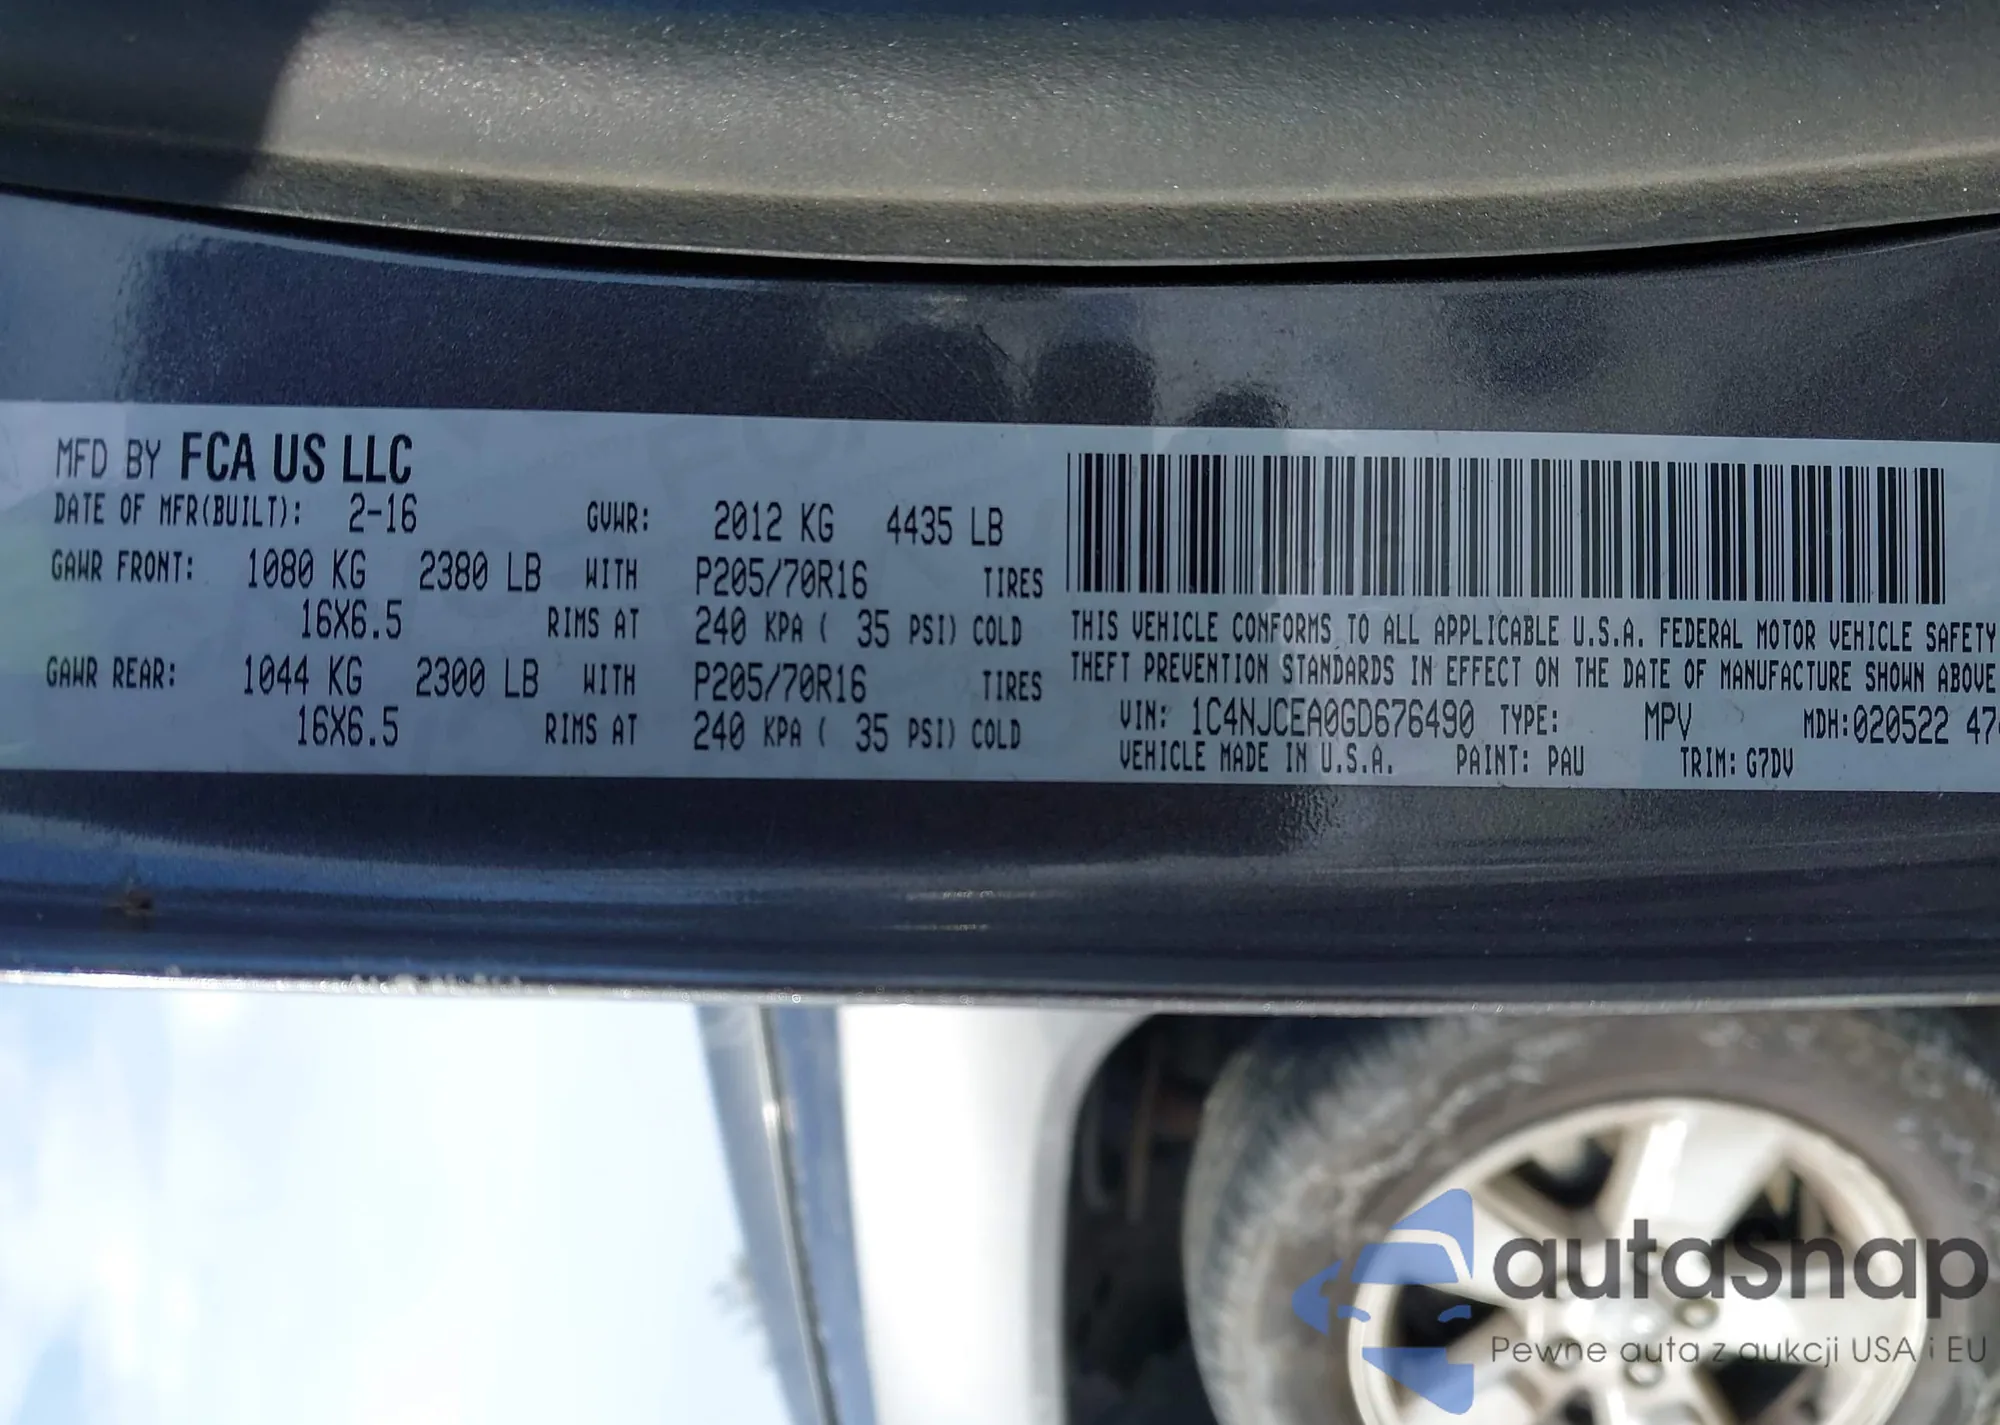 MFD BY FCA US LLC
DATE OF MFR(BUILT): 2-16 GVWR: 2012 KG 4435 LB
GAWR FRONT: 1080 KG 2380 LB WITH P205/70R16 TIRES
16X6.5 RIMS AT 240 KPA ( 35 PSI) COLD
GAWR REAR: 1044 KG 2300 LB WITH P205/70R16 TIRES
16X6.5 RIMS AT 240 KPA ( 35 PSI) COLD
THIS VEHICLE CONFORMS TO ALL APPLICABLE U.S.A. FEDERAL MOTOR VEHICLE SAFETY
THEFT PREVENTION STANDARDS IN EFFECT ON THE DATE OF MANUFACTURE SHOWN ABOVE
VIN: 1C4NJCEA0GD676490 TYPE: MPV MDH:020522
VEHICLE MADE IN U.S.A. PAINT: PAU TRIM: G7DV
autasnap
Pewne auta z aukcji USA i EU